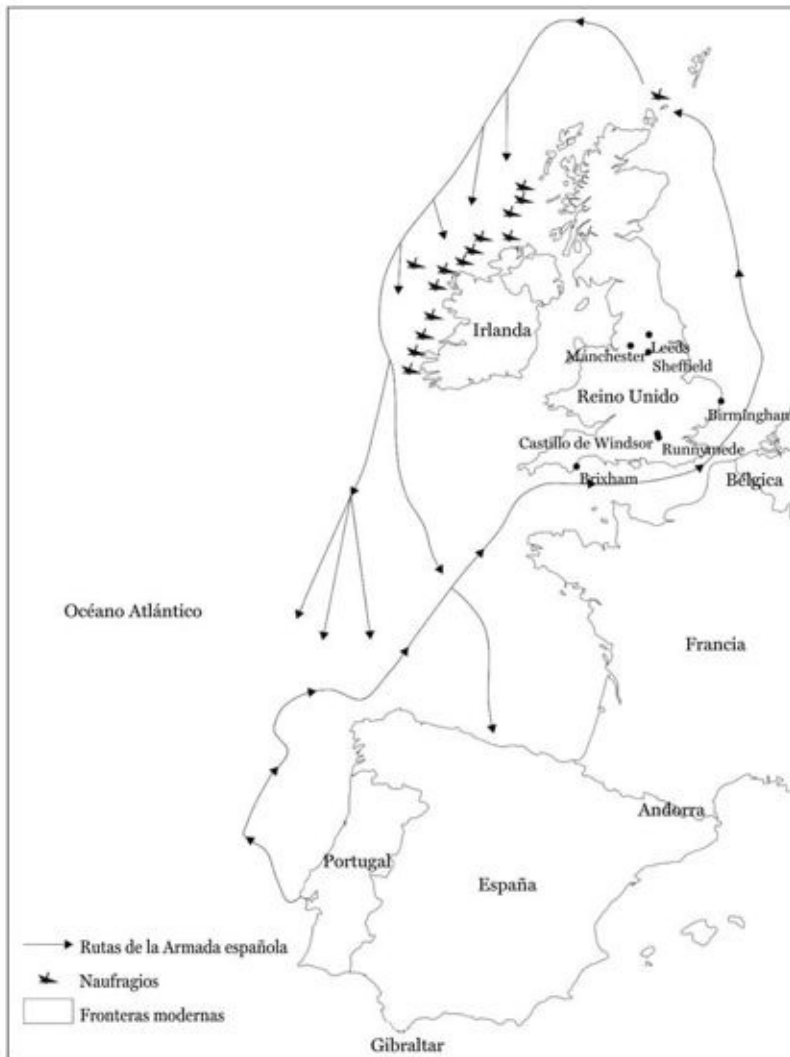 Irlanda
Leeds
Mánchester
Sheffield
Reino Unido
Birmingham
Castillo de Windsor
Runnymede
Brixham
Bélgica
Océano Atlántico
Francia
Andorra
Portugal
España
Rutas de la Armada española
Naufragios
Fronteras modernas
Gibraltar